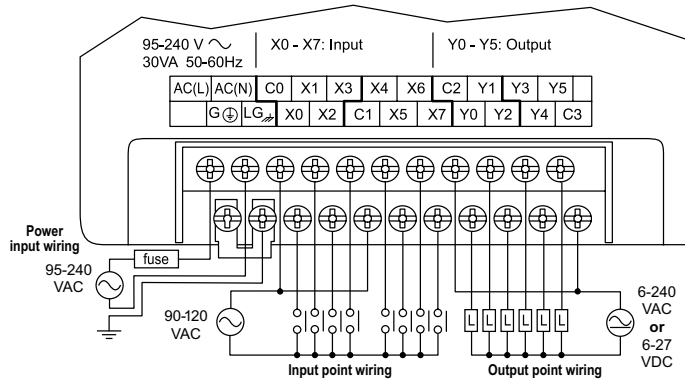 95-240 V ～ X0 - X7: Input Y0 - Y5: Output
30VA 50-60Hz
AC(L) AC(N) C0 X1 X3 X4 X6 C2 Y1 Y3 Y5
G LG X0 X2 C1 X5 X7 Y0 Y2 Y4 C3
Power
input wiring
fuse
95-240
VAC
90-120
VAC
L L L L L L
6-240
VAC
or
6-27
VDC
Input point wiring
Output point wiring